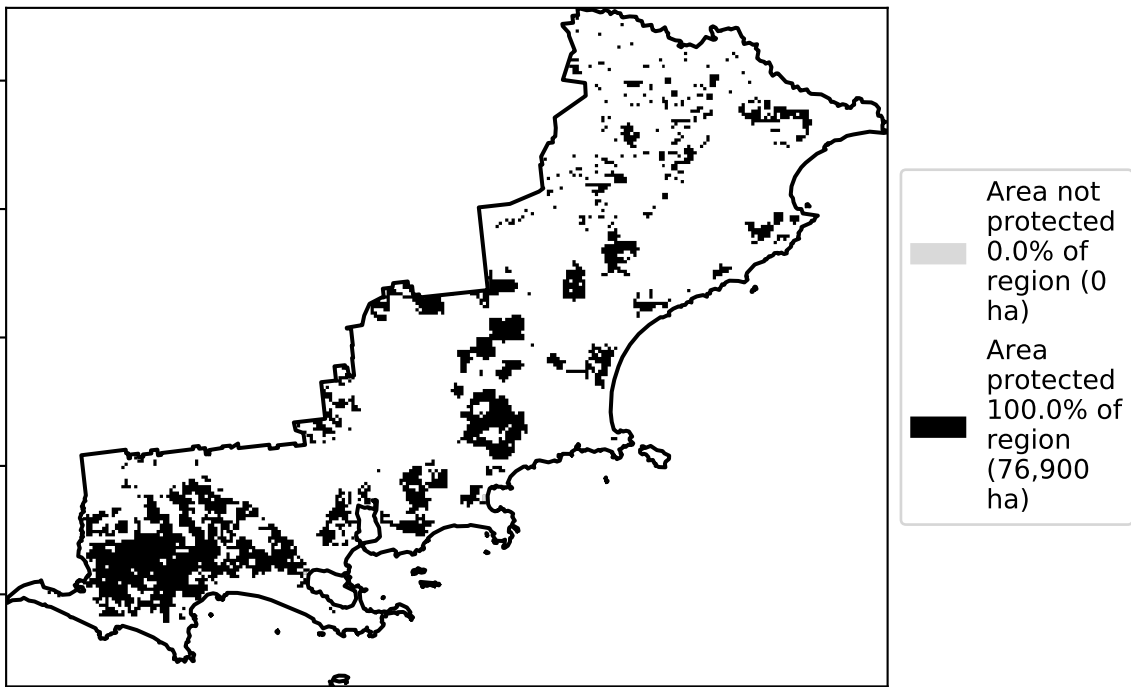 Area not
protected
0.0% of
region (0
ha)
Area
protected
100.0% of
region
(76,900
ha)